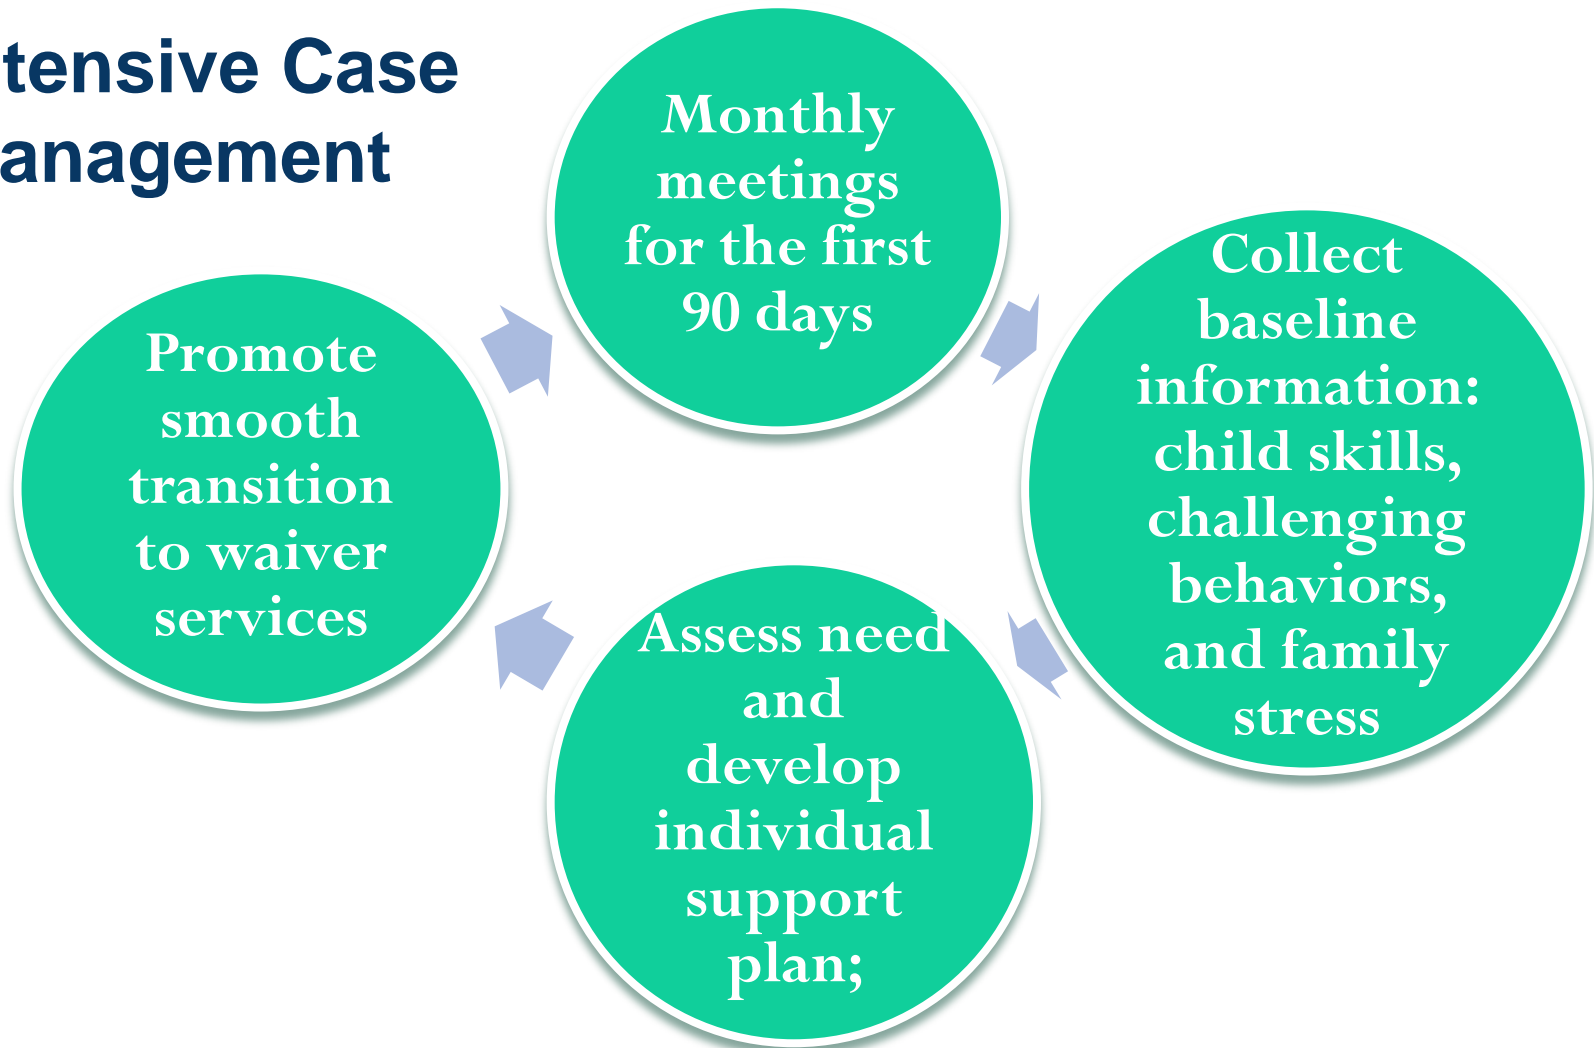 tensive Case
anagement
Monthly
meetings
for the first
90 days
Collect
baseline
information:
child skills,
challenging
behaviors,
and family
stress
Assess need
and
develop
individual
support
plan;
Promote
smooth
transition
to waiver
services